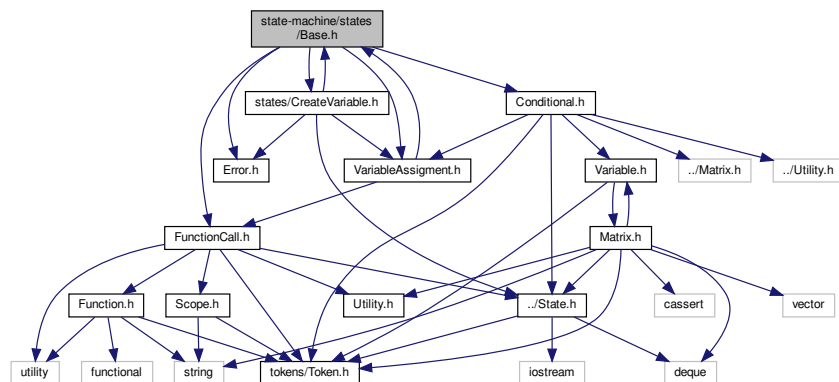 state-machine/states
/Base.h
states/CreateVariable.h
Conditional.h
Error.h
VariableAssigment.h
Variable.h
../Matrix.h
../Utility.h
FunctionCall.h
Matrix.h
Function.h
Scope.h
Utility.h
../State.h
cassert
vector
utility
functional
string
tokens/Token.h
iostream
deque